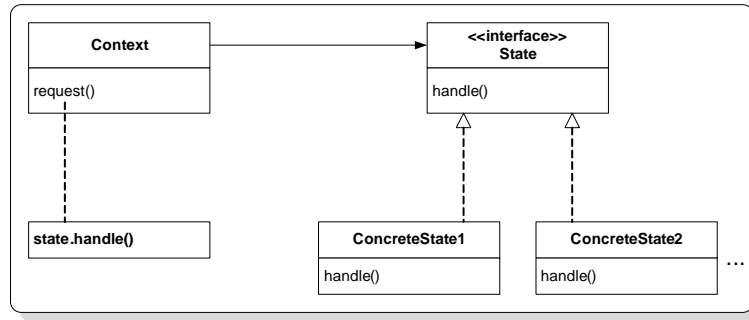 Context
request()
<<interface>>
State
handle()
state.handle()
ConcreteState1
handle()
ConcreteState2
handle()
...